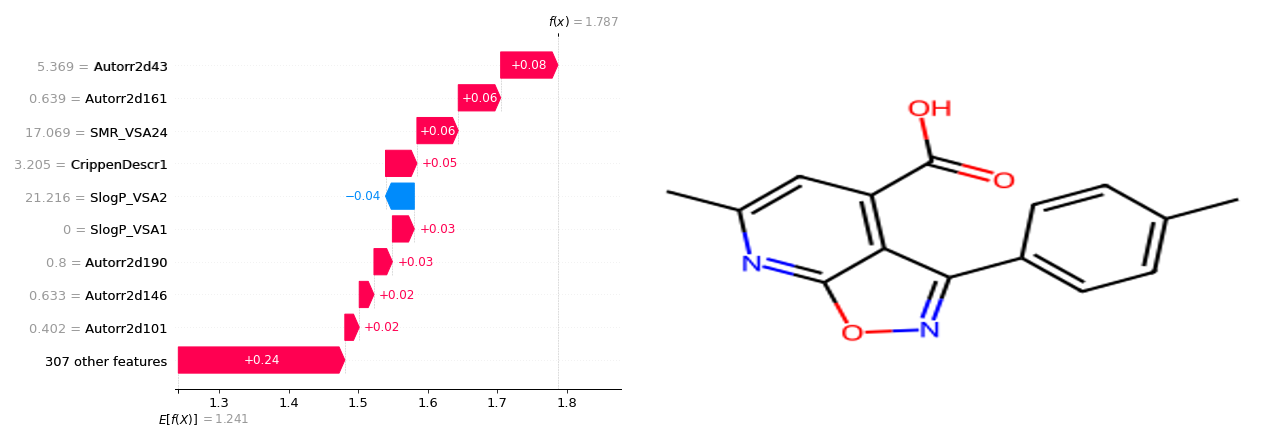 f(x) = 1.787
5.369 = Autorr2d43
+0.08
0.639 = Autorr2d161
+0.06
17.069 = SMR_VSA24
+0.06
3.205 = CrippenDescr1
+0.05
21.216 = SlogP_VSA2
−0.04
0 = SlogP_VSA1
+0.03
0.8 = Autorr2d190
+0.03
0.633 = Autorr2d146
+0.02
0.402 = Autorr2d101
+0.02
307 other features
+0.24
1.3 1.4 1.5 1.6 1.7 1.8
E[f(X)] = 1.241
OH
O
N
O
N